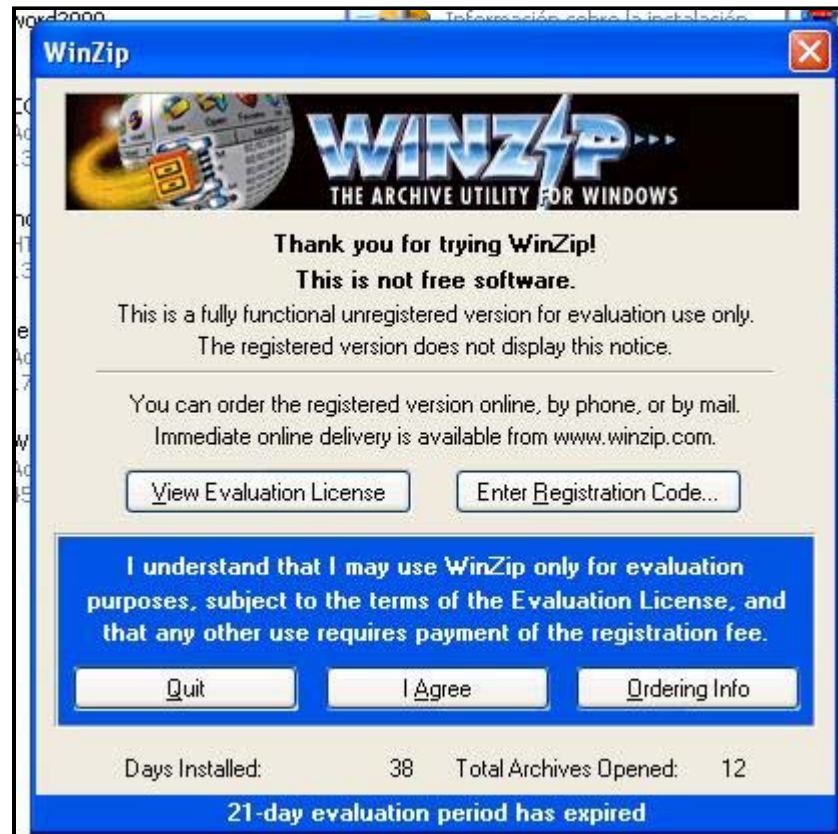 word2000
Información sobre la instalación
WinZip
WINZIP
THE ARCHIVE UTILITY FOR WINDOWS
Thank you for trying WinZip!
This is not free software.
This is a fully functional unregistered version for evaluation use only.
The registered version does not display this notice.
You can order the registered version online, by phone, or by mail.
Immediate online delivery is available from www.winzip.com.
View Evaluation License
Enter Registration Code...
I understand that I may use WinZip only for evaluation
purposes, subject to the terms of the Evaluation License, and
that any other use requires payment of the registration fee.
Quit
I Agree
Ordering Info
Days Installed: 38 Total Archives Opened: 12
21-day evaluation period has expired